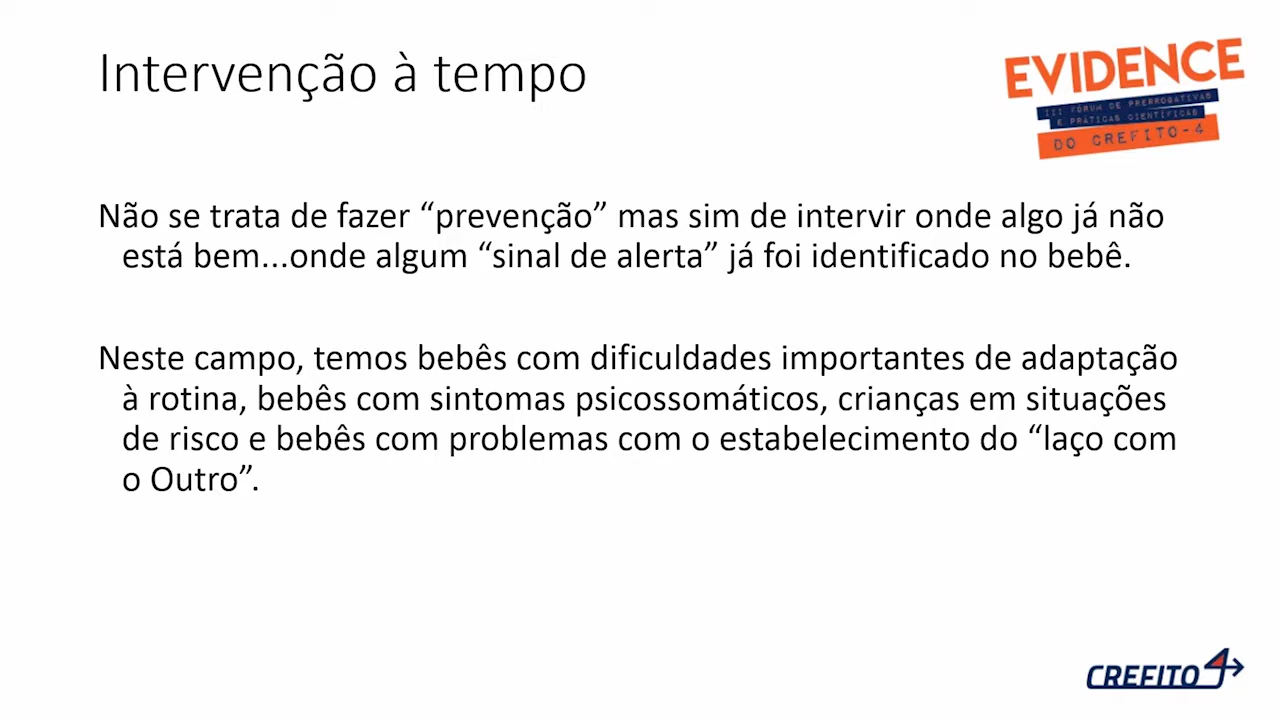 Intervenção à tempo
EVIDENCE
III FÓRUM DE PRERROGATIVAS
E PRÁTICAS CIENTÍFICAS
DO CREFITO-4
Não se trata de fazer “prevenção” mas sim de intervir onde algo já não
está bem...onde algum “sinal de alerta” já foi identificado no bebê.
Neste campo, temos bebês com dificuldades importantes de adaptação
à rotina, bebês com sintomas psicossomáticos, crianças em situações
de risco e bebês com problemas com o estabelecimento do “laço com
o Outro”.
CREFITO4